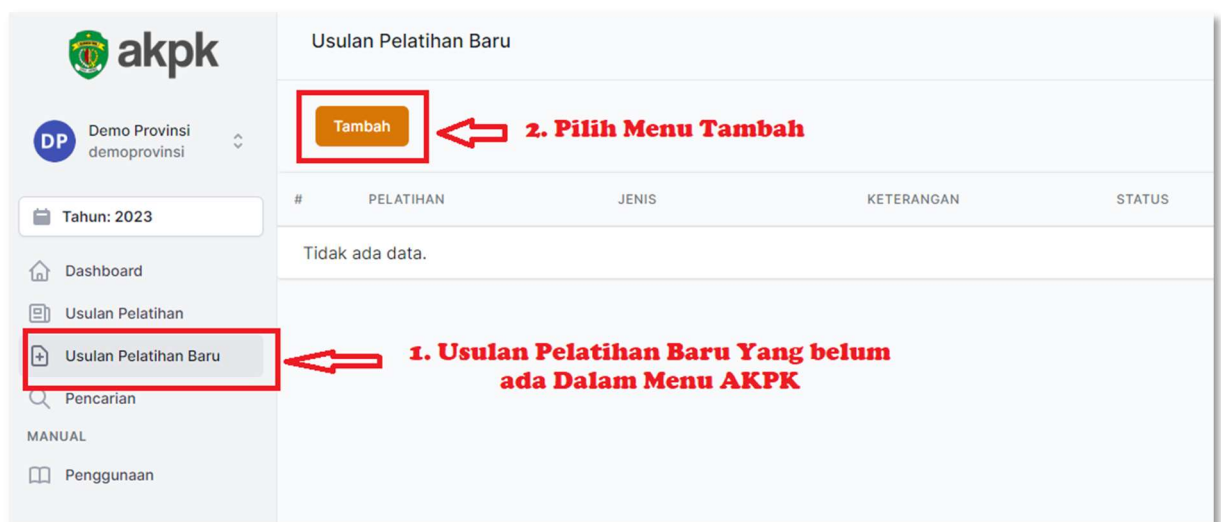 akpk
Usulan Pelatihan Baru
DP
Demo Provinsi
demoprovinsi
Tambah
2. Pilih Menu Tambah
Tahun: 2023
# PELATIHAN JENIS KETERANGAN STATUS
Tidak ada data.
Dashboard
Usulan Pelatihan
Usulan Pelatihan Baru
1. Usulan Pelatihan Baru Yang belum
ada Dalam Menu AKPK
Pencarian
MANUAL
Penggunaan